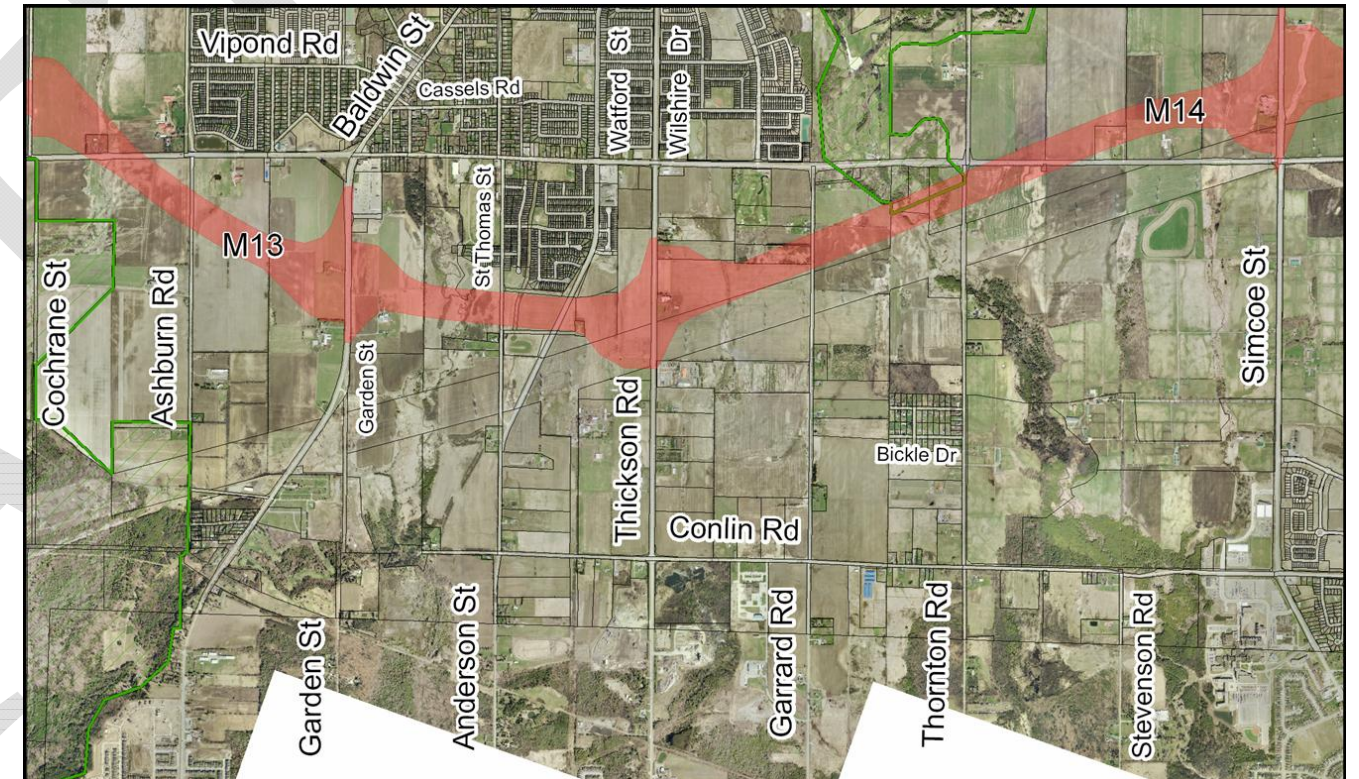 Vipond Rd
Baldwin St
Cassels Rd
Watford St
Wilshire Dr
M14
St Thomas St
M13
Cochrane St
Ashburn Rd
Garden St
Simcoe St
Thickson Rd
Bickle Dr
Conlin Rd
Garden St
Anderson St
Garrard Rd
Thornton Rd
Stevenson Rd